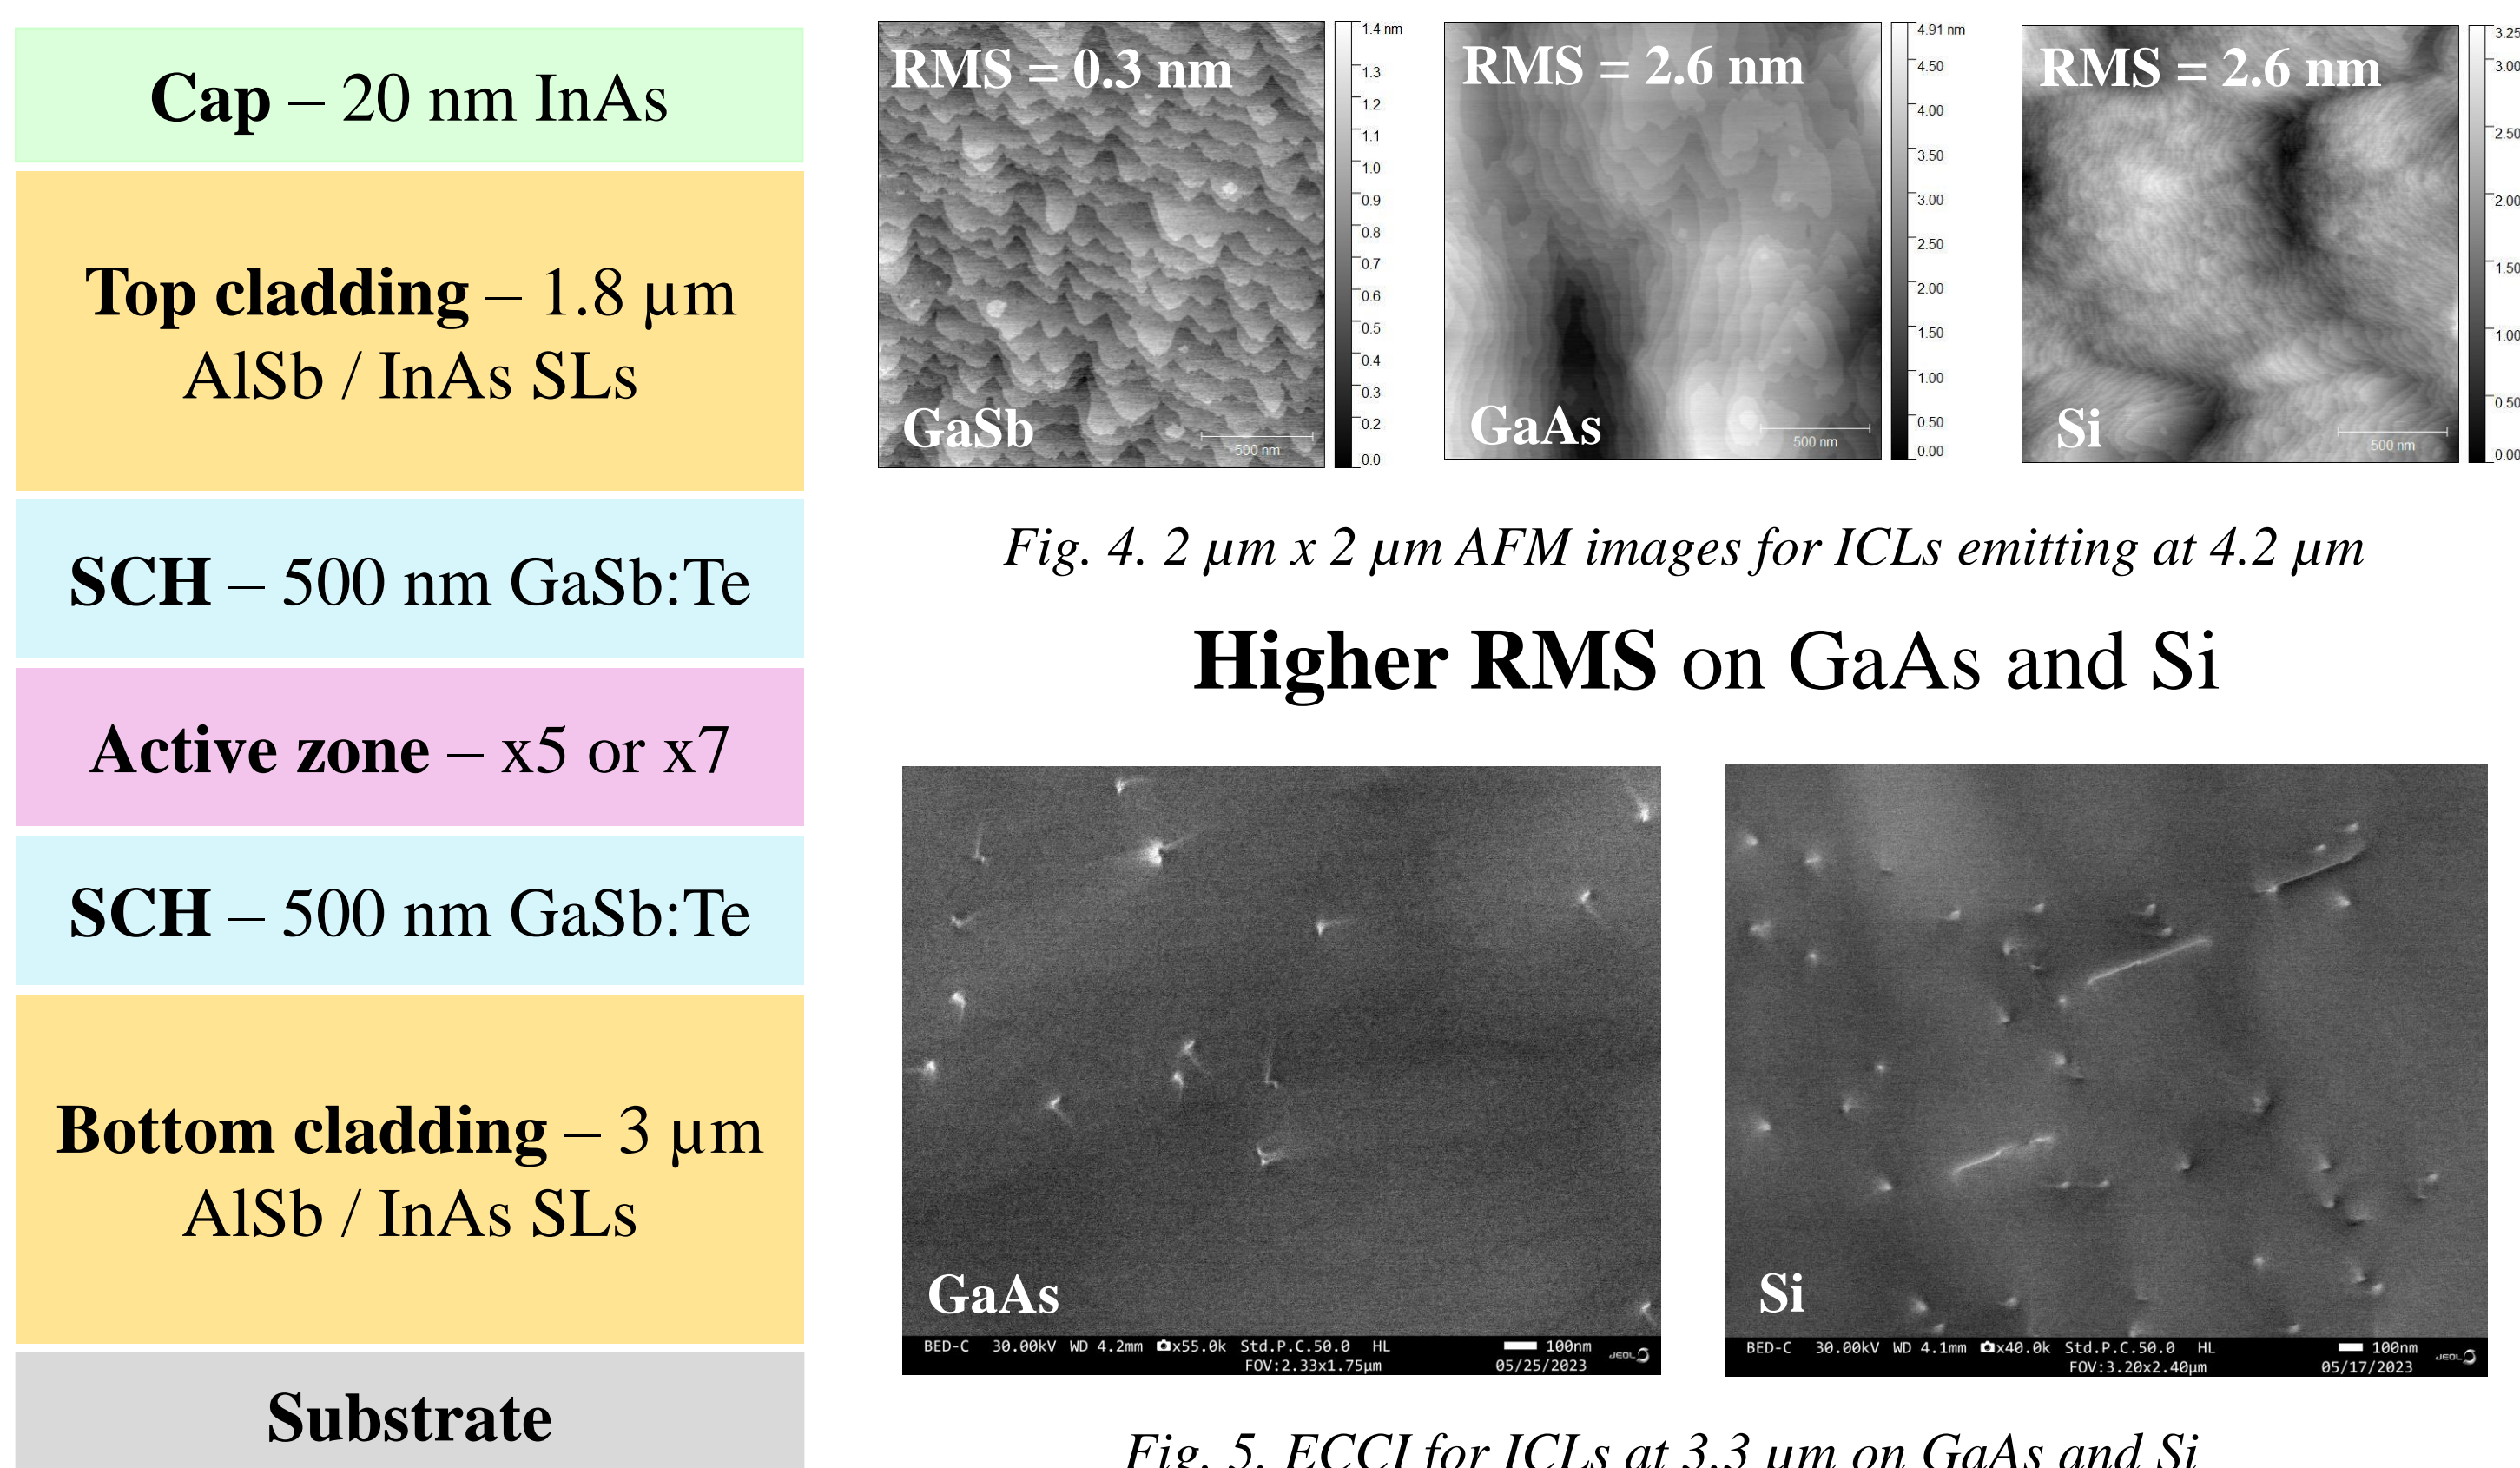 Cap – 20 nm InAs
Top cladding – 1.8 µm
AlSb / InAs SLs
SCH – 500 nm GaSb:Te
Active zone – x5 or x7
SCH – 500 nm GaSb:Te
Bottom cladding – 3 µm
AlSb / InAs SLs
Substrate
RMS = 0.3 nm
GaSb
500 nm
1.4 nm
1.3
1.2
1.1
1.0
0.9
0.8
0.7
0.6
0.5
0.4
0.3
0.2
0.0
RMS = 2.6 nm
GaAs
500 nm
4.91 nm
4.50
4.00
3.50
3.00
2.50
2.00
1.50
1.00
0.50
0.00
RMS = 2.6 nm
Si
500 nm
3.25
3.00
2.50
2.00
1.50
1.00
0.50
0.00
Fig. 4. 2 µm x 2 µm AFM images for ICLs emitting at 4.2 µm
Higher RMS on GaAs and Si
GaAs
BED-C 30.00kV WD 4.2mm x55.0k Std.P.C.50.0 HL 100nm
FOV:2.33x1.75µm 05/25/2023
JEOL
Si
BED-C 30.00kV WD 4.1mm x40.0k Std.P.C.50.0 HL 100nm
FOV:3.20x2.40µm 05/17/2023
JEOL
Fig. 5. ECCI for ICLs at 3.3 µm on GaAs and Si